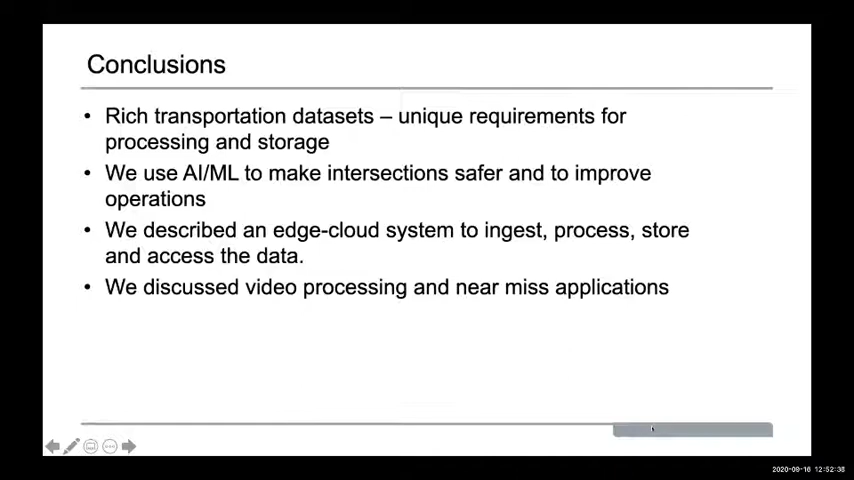 Conclusions
• Rich transportation datasets – unique requirements for
processing and storage
• We use AI/ML to make intersections safer and to improve
operations
• We described an edge-cloud system to ingest, process, store
and access the data.
• We discussed video processing and near miss applications
2020-09-16 12:52:38